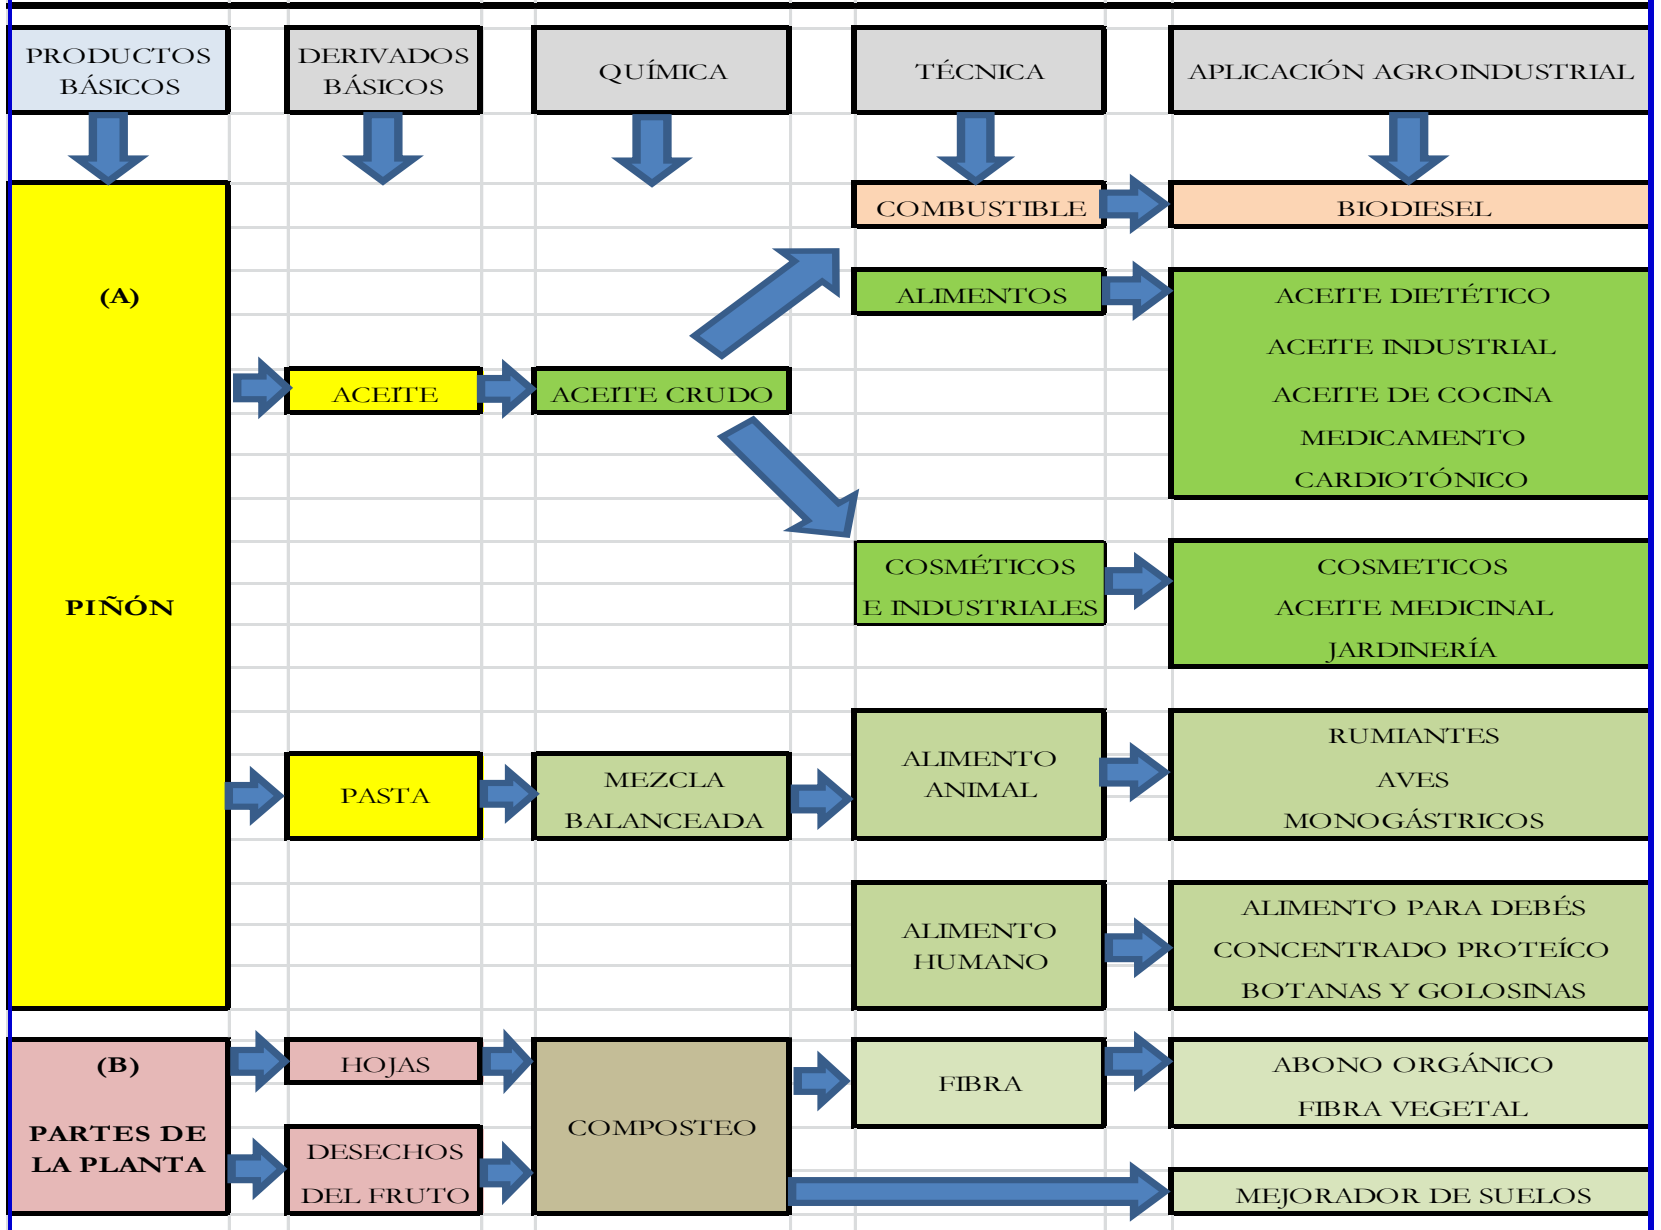 PRODUCTOS
BÁSICOS
DERIVADOS
BÁSICOS
QUÍMICA
TÉCNICA
APLICACIÓN AGROINDUSTRIAL
(A)
PIÑÓN
ACEITE
ACEITE CRUDO
COMBUSTIBLE
BIODIESEL
ALIMENTOS
ACEITE DIETÉTICO
ACEITE INDUSTRIAL
ACEITE DE COCINA
MEDICAMENTO
CARDIOTÓNICO
COSMÉTICOS
E INDUSTRIALES
COSMETICOS
ACEITE MEDICINAL
JARDINERÍA
PASTA
MEZCLA
BALANCEADA
ALIMENTO
ANIMAL
RUMIANTES
AVES
MONOGÁSTRICOS
ALIMENTO
HUMANO
ALIMENTO PARA DEBÉS
CONCENTRADO PROTEÍCO
BOTANAS Y GOLOSINAS
(B)
PARTES DE
LA PLANTA
HOJAS
DESECHOS
DEL FRUTO
COMPOSTEO
FIBRA
ABONO ORGÁNICO
FIBRA VEGETAL
MEJORADOR DE SUELOS